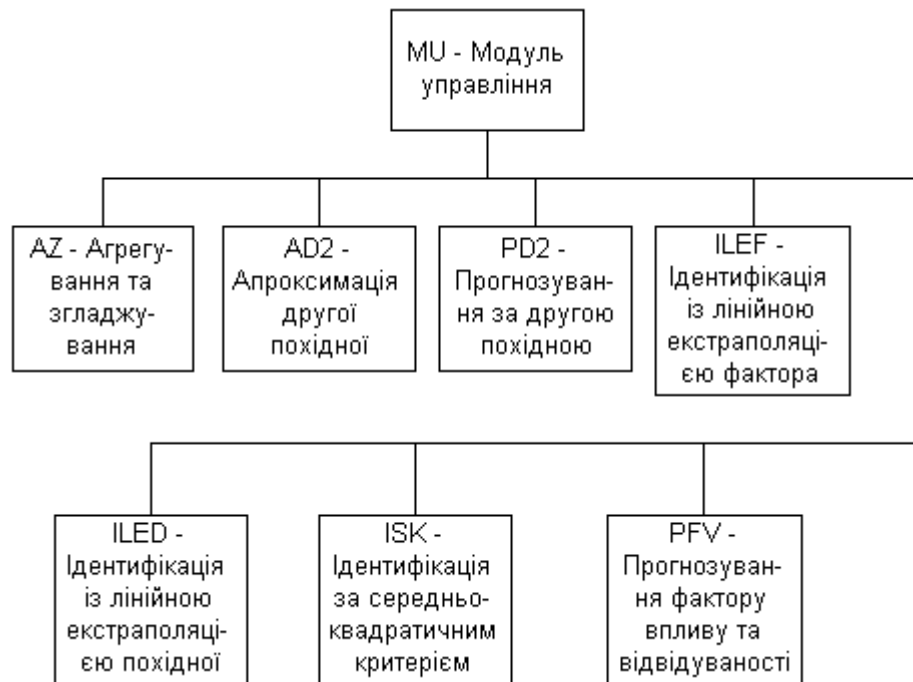 MU - Модуль
управління
AZ - Агрегу-
вання та
згладжу-
вання
AD2 -
Апроксимація
другої
похідної
PD2 -
Прогнозуван-
ня за другою
похідною
ILEF -
Ідентифікація
із лінійною
екстраполяці-
єю фактора
ILED -
Ідентифікація
із лінійною
екстраполяці-
єю похідної
ISK -
Ідентифікація
за середньо-
квадратичним
критерієм
PFV -
Прогнозуван-
ня фактору
впливу та
відвідуваності